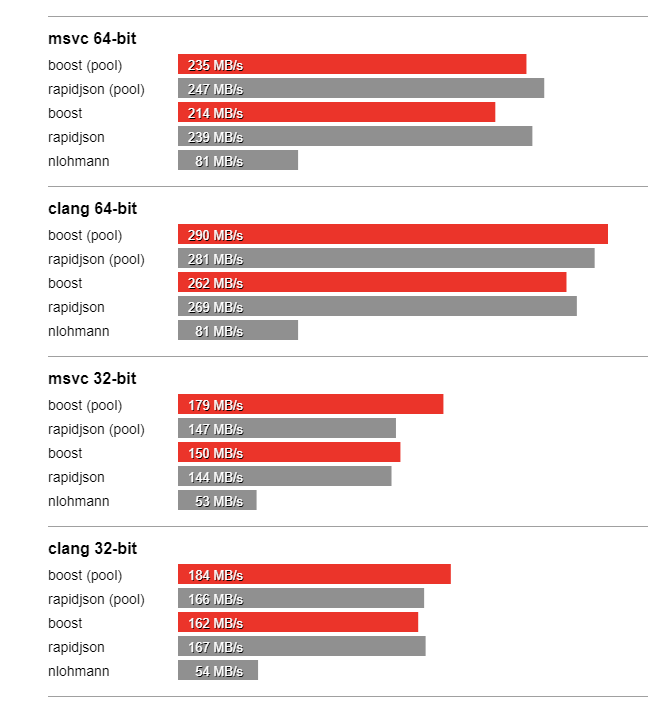 msvc 64-bit
boost (pool) 235 MB/s
rapidjson (pool) 247 MB/s
boost 214 MB/s
rapidjson 239 MB/s
nlohmann 81 MB/s
clang 64-bit
boost (pool) 290 MB/s
rapidjson (pool) 281 MB/s
boost 262 MB/s
rapidjson 269 MB/s
nlohmann 81 MB/s
msvc 32-bit
boost (pool) 179 MB/s
rapidjson (pool) 147 MB/s
boost 150 MB/s
rapidjson 144 MB/s
nlohmann 53 MB/s
clang 32-bit
boost (pool) 184 MB/s
rapidjson (pool) 166 MB/s
boost 162 MB/s
rapidjson 167 MB/s
nlohmann 54 MB/s